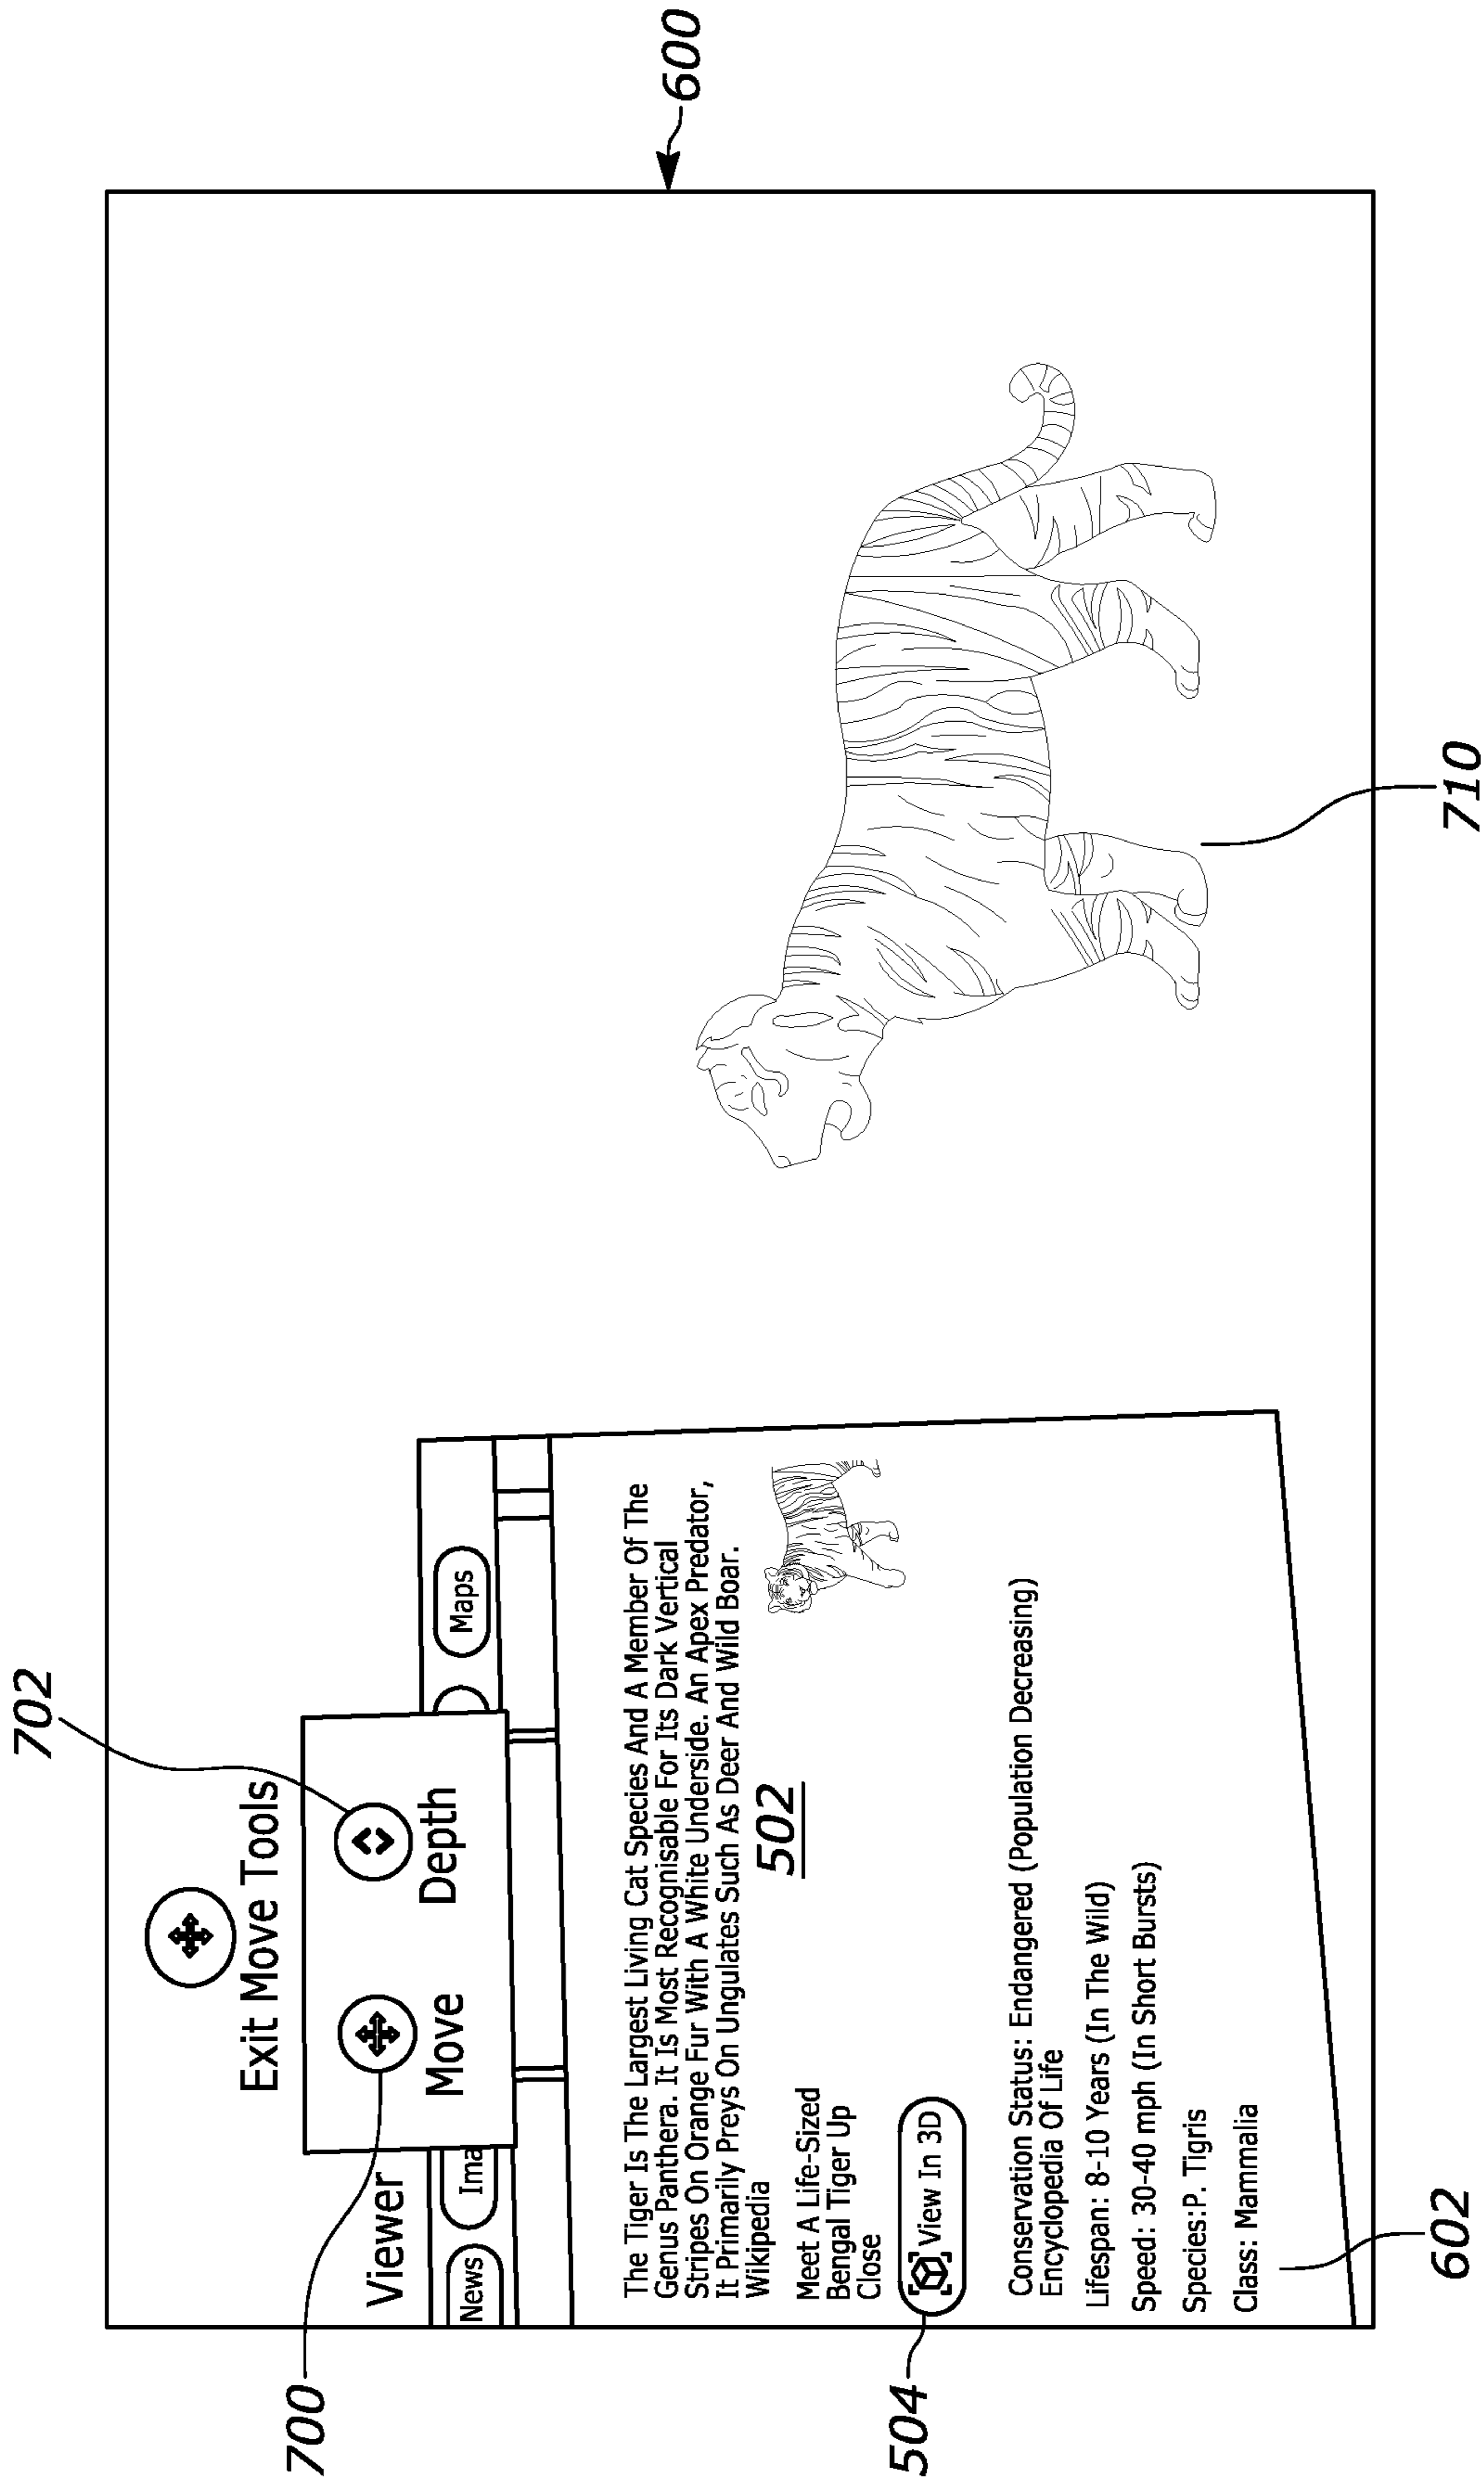 702
600
Exit Move Tools
700
Viewer
Move
Depth
News
Ima
Maps
The Tiger Is The Largest Living Cat Species And A Member Of The
Genus Panthera. It Is Most Recognisable For Its Dark Vertical
Stripes On Orange Fur With A White Underside. An Apex Predator,
It Primarily Preys On Ungulates Such As Deer And Wild Boar.
Wikipedia
502
Meet A Life-Sized
Bengal Tiger Up
Close
504
View In 3D
Conservation Status: Endangered (Population Decreasing)
Encyclopedia Of Life
Lifespan: 8-10 Years (In The Wild)
Speed: 30-40 mph (In Short Bursts)
Species:P. Tigris
Class: Mammalia
602
710